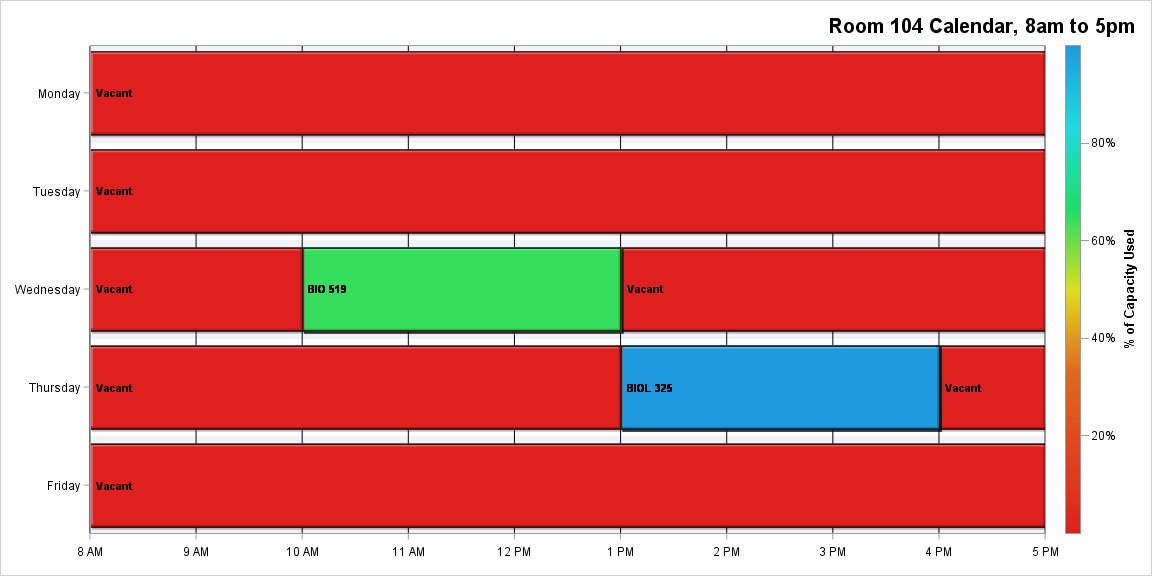 Room 104 Calendar, 8am to 5pm
Monday
Vacant
Tuesday
Vacant
Wednesday
Vacant
BIO 519
Vacant
Thursday
Vacant
BIOL 325
Vacant
Friday
Vacant
8 AM
9 AM
10 AM
11 AM
12 PM
1 PM
2 PM
3 PM
4 PM
5 PM
80%
60%
40%
20%
% of Capacity Used